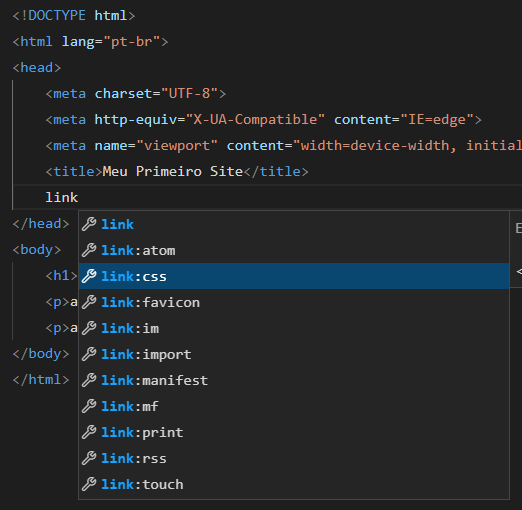 <!DOCTYPE html>
<html lang="pt-br">
<head>
<meta charset="UTF-8">
<meta http-equiv="X-UA-Compatible" content="IE=edge">
<meta name="viewport" content="width=device-width, initial
<title>Meu Primeiro Site</title>
link
</head>
link
<body>
link:atom
<h1>
link:css
<p>a
link:favicon
<p>a
link:im
</body>
link:import
</html>
link:manifest
link:mf
link:print
link:rss
link:touch